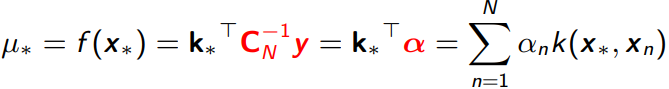 μ∗ = f(x∗) = k∗⊤C_N^{-1}y = k∗⊤α = ∑_{n=1}^{N} α_n k(x∗, x_n)